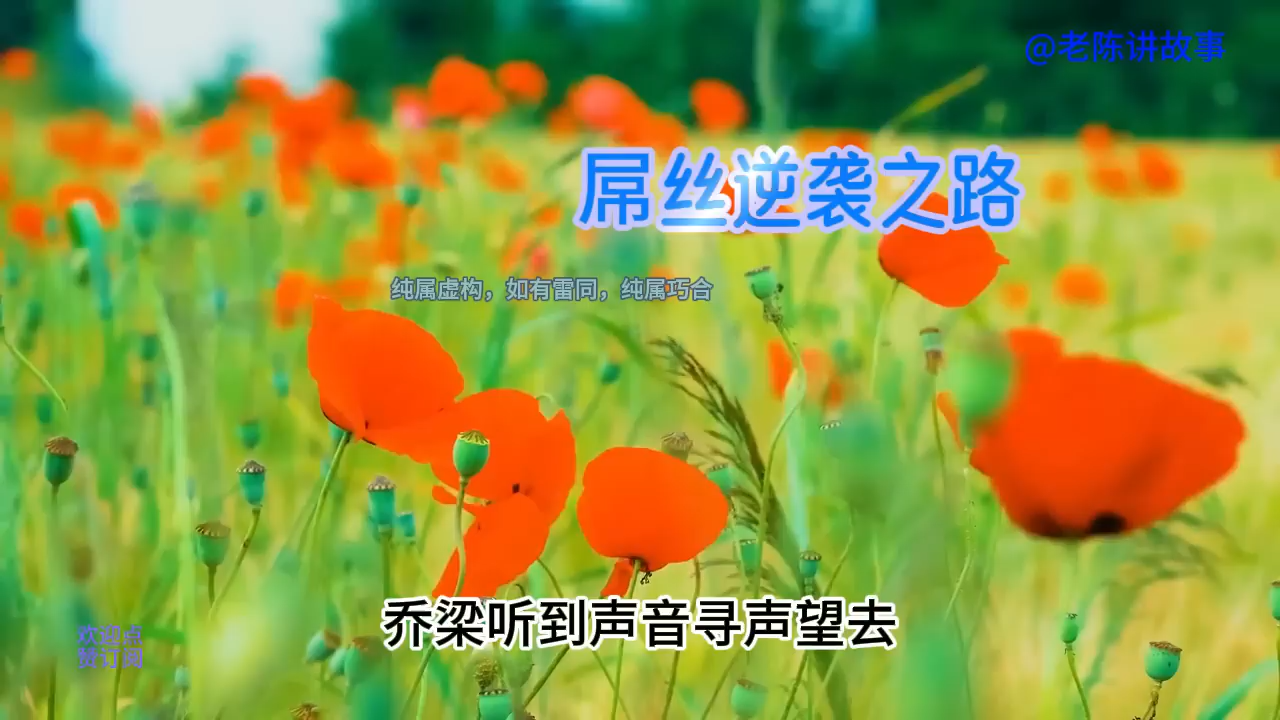 @老陈讲故事
屌丝逆袭之路
纯属虚构，如有雷同，纯属巧合
乔梁听到声音寻声望去
欢迎点
赞订阅